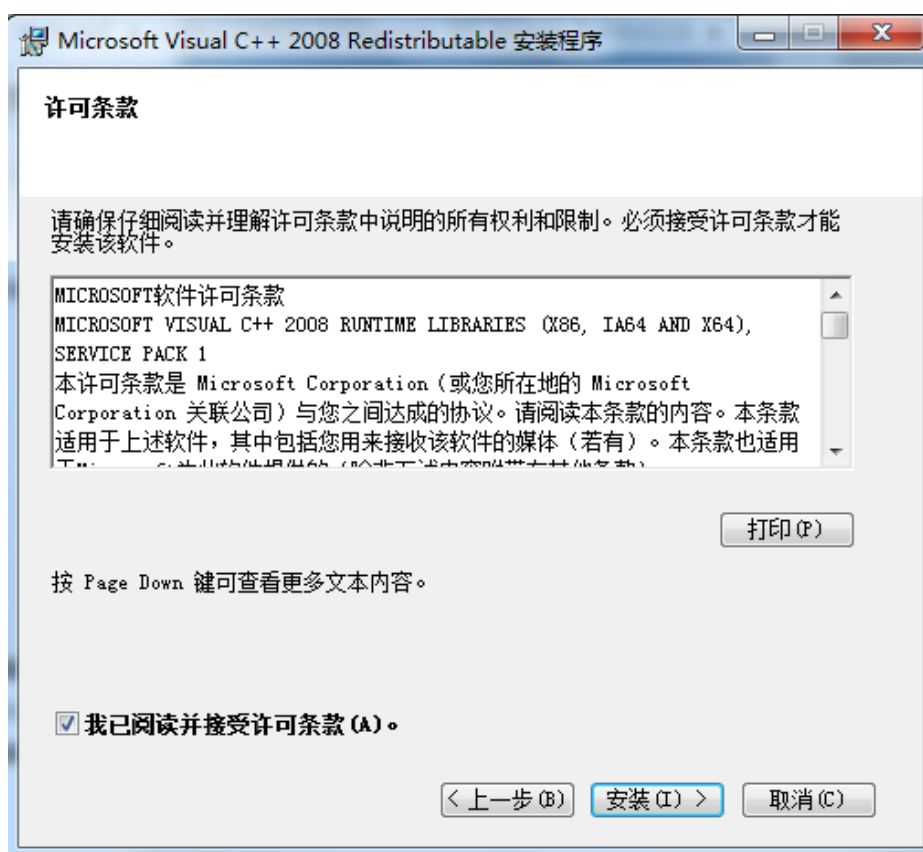 Microsoft Visual C++ 2008 Redistributable 安装程序
许可条款
请确保仔细阅读并理解许可条款中说明的所有权利和限制。必须接受许可条款才能
安装该软件。
MICROSOFT软件许可条款
MICROSOFT VISUAL C++ 2008 RUNTIME LIBRARIES (X86, IA64 AND X64),
SERVICE PACK 1
本许可条款是 Microsoft Corporation（或您所在地的 Microsoft
Corporation 关联公司）与您之间达成的协议。请阅读本条款的内容。本条款
适用于上述软件，其中包括您用来接收该软件的媒体（若有）。本条款也适用
打印(P)
按 Page Down 键可查看更多文本内容。
我已阅读并接受许可条款(A)。
< 上一步(B)
安装(I) >
取消(C)